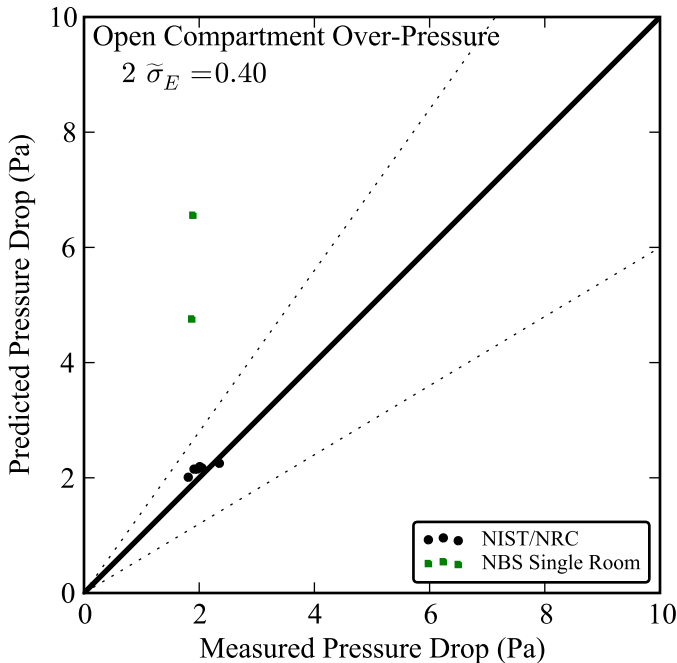 Open Compartment Over-Pressure
2 σ̃_E =0.40
Predicted Pressure Drop (Pa)
10
8
6
4
2
0
0 2 4 6 8 10
Measured Pressure Drop (Pa)
NIST/NRC
NBS Single Room